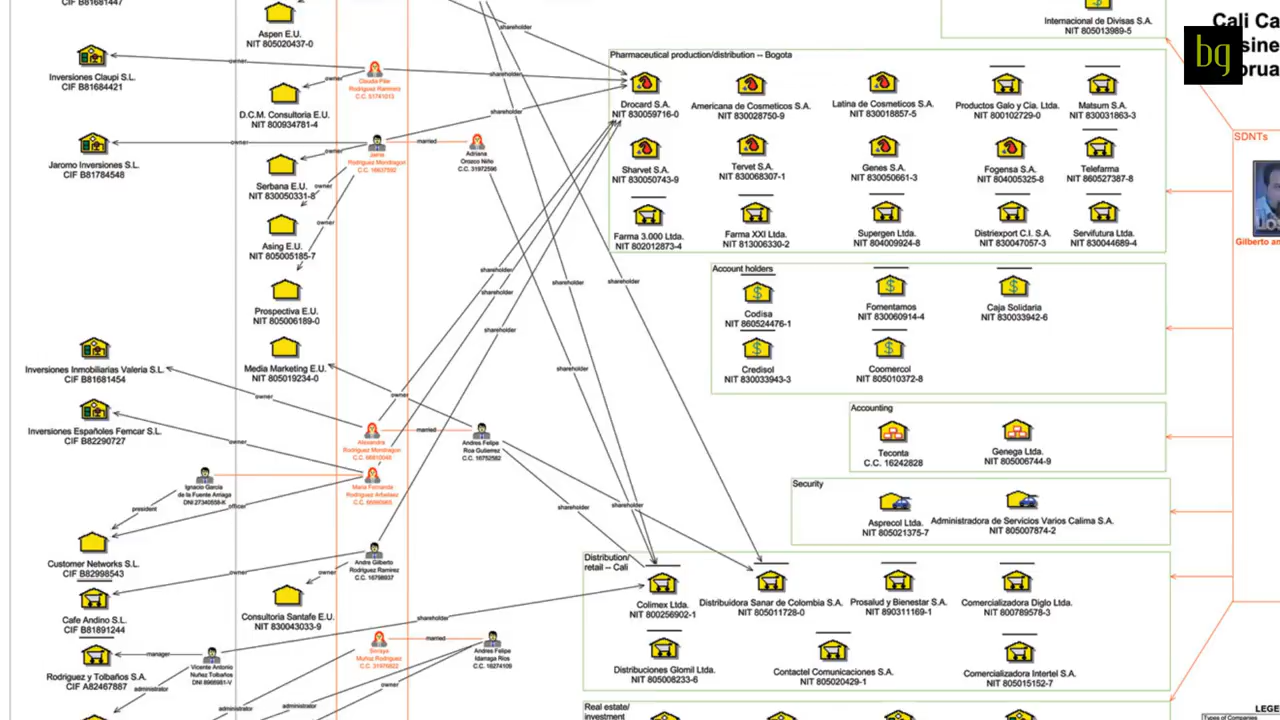 CIF B81681447
Aspen E.U.
NIT 805020437-0
Internacional de Divisas S.A.
NIT 805013989-5
Cali Ca
sine
brua
bg
Inversiones Claupi S.L.
CIF B81684421
owner
Claudia Pilar
Rodriguez Ramirez
C.C. 51741013
owner
D.C.M. Consultoria E.U.
NIT 800934781-4
shareholder
shareholder
shareholder
Pharmaceutical production/distribution -- Bogota
Drocard S.A.
NIT 830059716-0
Americana de Cosmeticos S.A.
NIT 830028750-9
Latina de Cosmeticos S.A.
NIT 830018857-5
Productos Galo y Cia. Ltda.
NIT 800102729-0
Matsum S.A.
NIT 830031863-3
SDNTs
Jaromo Inversiones S.L.
CIF B81784548
owner
Jaime
Rodriguez Mondragon
C.C. 16637592
married
Adriana
Orozco Niño
C.C. 31972596
owner
Serbana E.U.
NIT 830050331-8
owner
Sharvet S.A.
NIT 830050743-9
Tervet S.A.
NIT 830068307-1
Genes S.A.
NIT 830050661-3
Fogensa S.A.
NIT 804005325-8
Telefarma
NIT 860527387-8
owner
Asing E.U.
NIT 805005185-7
Farma 3.000 Ltda.
NIT 802012873-4
Farma XXI Ltda.
NIT 813006330-2
Supergen Ltda.
NIT 804009924-8
Distriexport C.I. S.A.
NIT 830047057-3
Servifutura Ltda.
NIT 830044689-4
Gilberto an
Prospectiva E.U.
NIT 805006189-0
shareholder
shareholder
shareholder
shareholder
shareholder
shareholder
Account holders
Codisa
NIT 860524476-1
Fomentamos
NIT 830060914-4
Caja Solidaria
NIT 830033942-6
Credisol
NIT 830033943-3
Coomercol
NIT 805010372-8
Inversiones Inmobiliarias Valeria S.L.
CIF B81681454
Media Marketing E.U.
NIT 805019234-0
owner
owner
Inversiones Españoles Femcar S.L.
CIF B82290727
owner
Alexandra
Rodriguez Mondragon
C.C. 66810048
married
Andres Felipe
Roa Gutierrez
C.C. 16752582
Accounting
Teconta
C.C. 16242828
Genega Ltda.
NIT 805006744-9
Ignacio Garcia
de la Fuente Arriaga
DNI 27340558-K
Maria Fernanda
Rodriguez Arbelaez
president
officer
shareholder
shareholder
Security
Asprecol Ltda.
NIT 805021375-7
Administradora de Servicios Varios Calima S.A.
NIT 805007874-2
Customer Networks S.L.
CIF B82998543
owner
Andre Gilberto
Rodriguez Ramirez
C.C. 16798937
owner
Distribution/
retail -- Cali
Colimex Ltda.
NIT 800256902-1
Distribuidora Sanar de Colombia S.A.
NIT 805011728-0
Prosalud y Bienestar S.A.
NIT 890311169-1
Comercializadora Diglo Ltda.
NIT 800789578-3
Cafe Andino S.L.
CIF B81891244
Consultoria Santafe E.U.
NIT 830043033-9
shareholder
Rodriguez y Tolbaños S.A.
CIF A82467887
manager
Vicente Antonio
Nuñez Tolbaños
DNI 8966981-V
administrator
Soraya
Muñoz Rodriguez
C.C. 31976822
married
Andres Felipe
Idarraga Rios
C.C. 16274109
owner
administrator
administrator
Distribuciones Glomil Ltda.
NIT 805008233-6
Contactel Comunicaciones S.A.
NIT 805020429-1
Comercializadora Intertel S.A.
NIT 805015152-7
Real estate/
investment
LEGE
Types of Companies